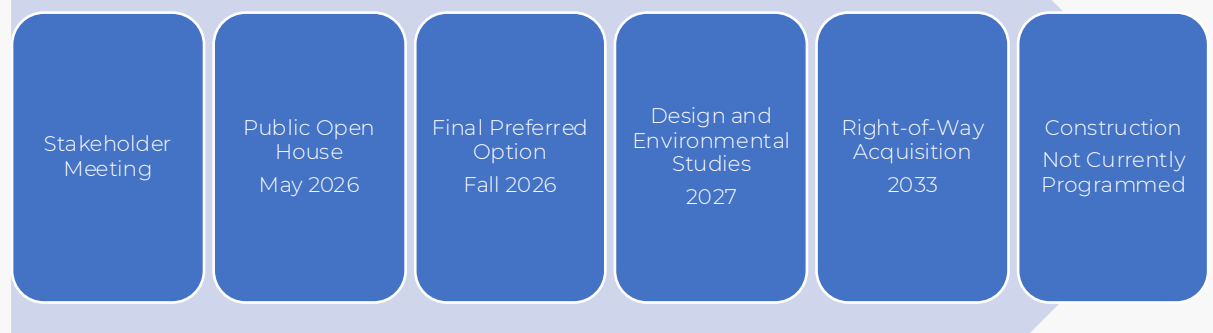 Stakeholder
Meeting
Public Open
House
May 2026
Final Preferred
Option
Fall 2026
Design and
Environmental
Studies
2027
Right-of-Way
Acquisition
2033
Construction
Not Currently
Programmed